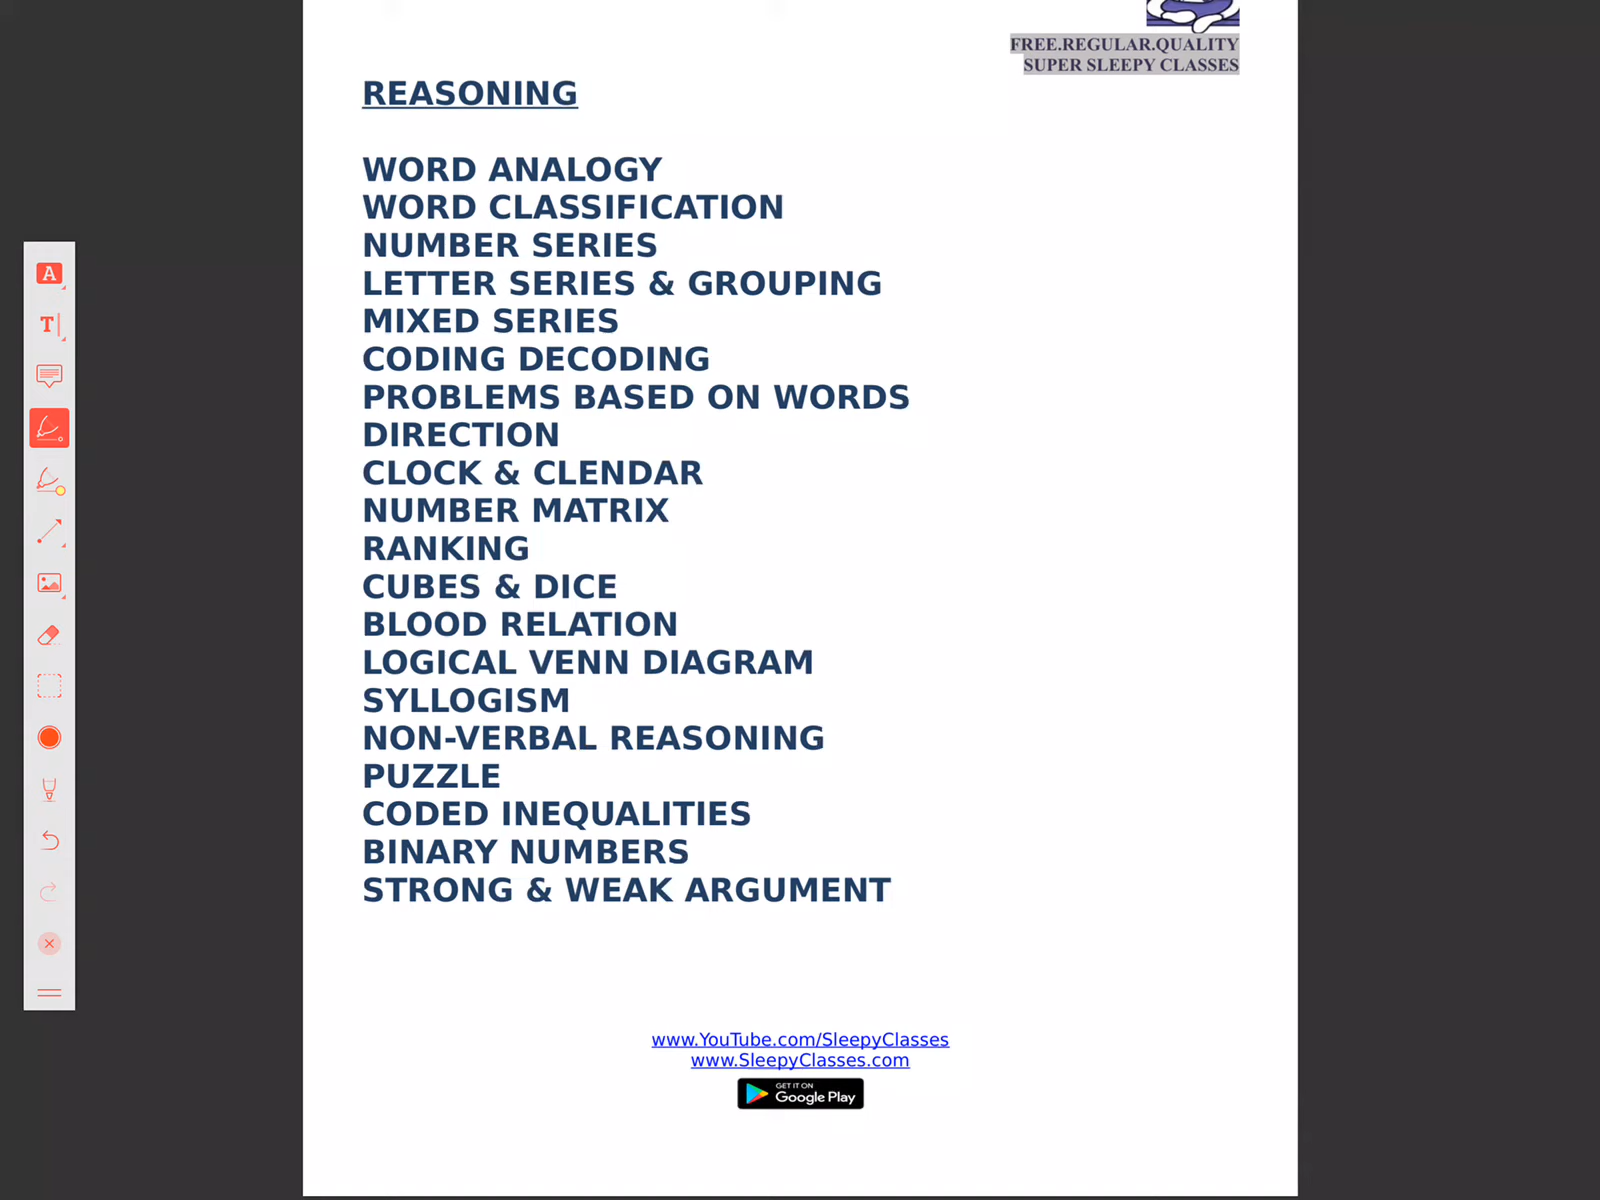 FREE.REGULAR.QUALITY
SUPER SLEEPY CLASSES
REASONING
WORD ANALOGY
WORD CLASSIFICATION
NUMBER SERIES
LETTER SERIES & GROUPING
MIXED SERIES
CODING DECODING
PROBLEMS BASED ON WORDS
DIRECTION
CLOCK & CLENDAR
NUMBER MATRIX
RANKING
CUBES & DICE
BLOOD RELATION
LOGICAL VENN DIAGRAM
SYLLOGISM
NON-VERBAL REASONING
PUZZLE
CODED INEQUALITIES
BINARY NUMBERS
STRONG & WEAK ARGUMENT
www.YouTube.com/SleepyClasses
www.SleepyClasses.com
GET IT ON
Google Play
A
T